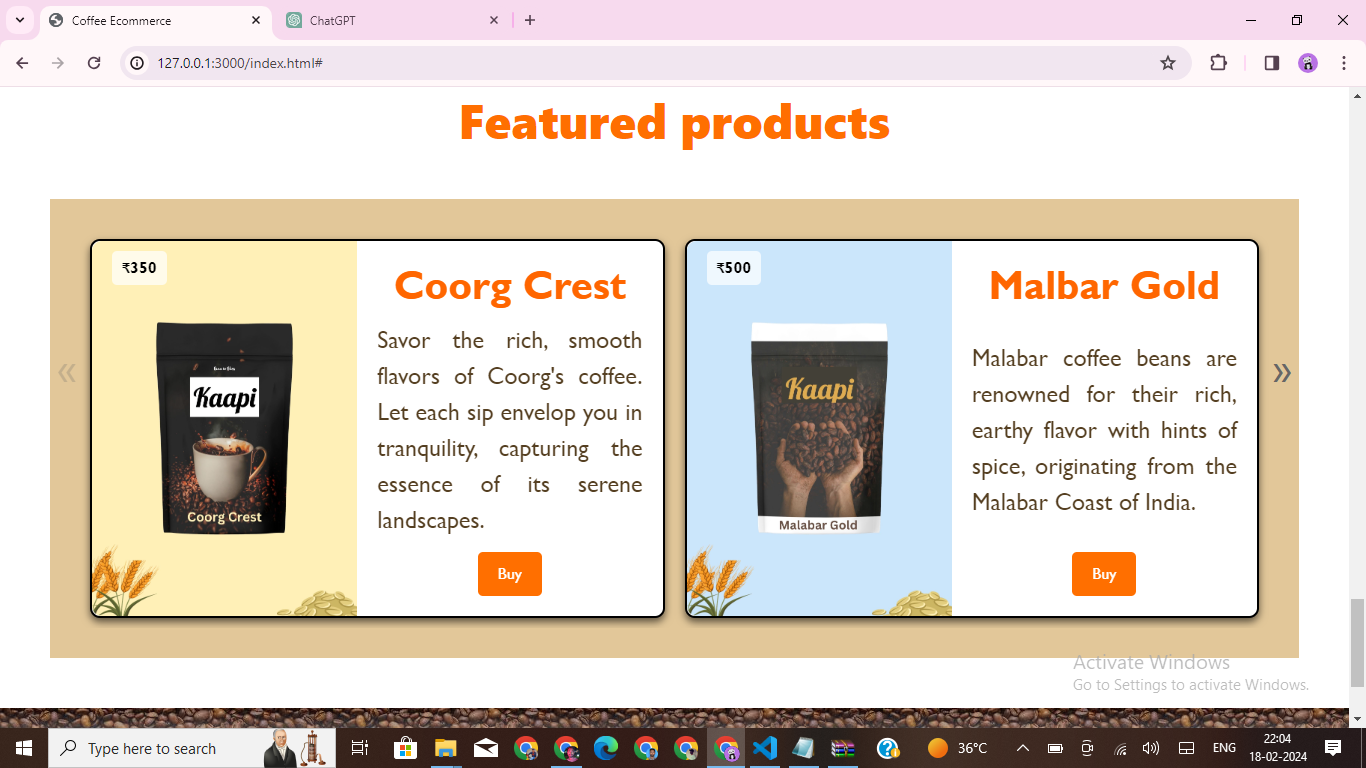 Coffee Ecommerce
ChatGPT
127.0.0.1:3000/index.html#
Featured products
₹350
Coorg Crest
Savor the rich, smooth
flavors of Coorg's coffee.
Let each sip envelop you in
tranquility, capturing the
essence of its serene
landscapes.
Buy
Kaapi
Coorg Crest
₹500
Malbar Gold
Malabar coffee beans are
renowned for their rich,
earthy flavor with hints of
spice, originating from the
Malabar Coast of India.
Buy
Kaapi
Malabar Gold
«
»
Activate Windows
Go to Settings to activate Windows.
Type here to search
36°C
ENG
22:04
18-02-2024